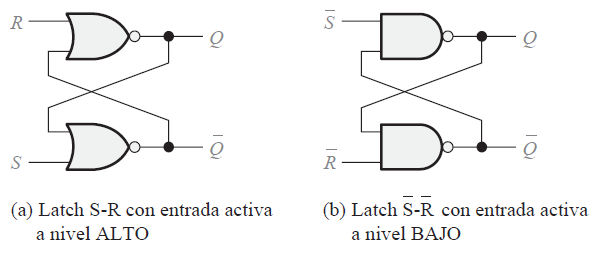 R
Q
S
Q̅
(a) Latch S-R con entrada activa
a nivel ALTO
S̅
Q
R̅
Q̅
(b) Latch S̅-R̅ con entrada activa
a nivel BAJO